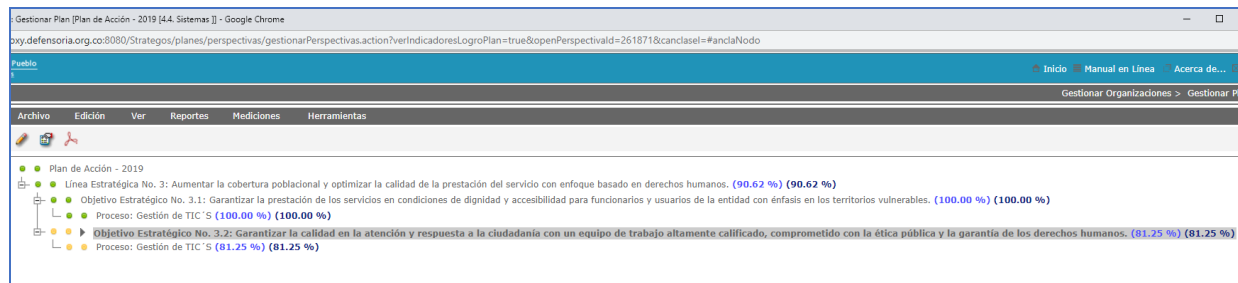 : Gestionar Plan [Plan de Acción - 2019 [4.4. Sistemas ]] - Google Chrome
oxy.defensoria.org.co:8080/Strategos/planes/perspectivas/gestionarPerspectivas.action?verIndicadoresLogroPlan=true&openPerspectivaId=261871&canclasel=#anclaNodo
Pueblo
Inicio Manual en Línea Acerca de...
Gestionar Organizaciones > Gestionar P
Archivo Edición Ver Reportes Mediciones Herramientas
Plan de Acción - 2019
Línea Estratégica No. 3: Aumentar la cobertura poblacional y optimizar la calidad de la prestación del servicio con enfoque basado en derechos humanos. (90.62 %) (90.62 %)
Objetivo Estratégico No. 3.1: Garantizar la prestación de los servicios en condiciones de dignidad y accesibilidad para funcionarios y usuarios de la entidad con énfasis en los territorios vulnerables. (100.00 %) (100.00 %)
Proceso: Gestión de TIC´S (100.00 %) (100.00 %)
Objetivo Estratégico No. 3.2: Garantizar la calidad en la atención y respuesta a la ciudadanía con un equipo de trabajo altamente calificado, comprometido con la ética pública y la garantía de los derechos humanos. (81.25 %) (81.25 %)
Proceso: Gestión de TIC´S (81.25 %) (81.25 %)